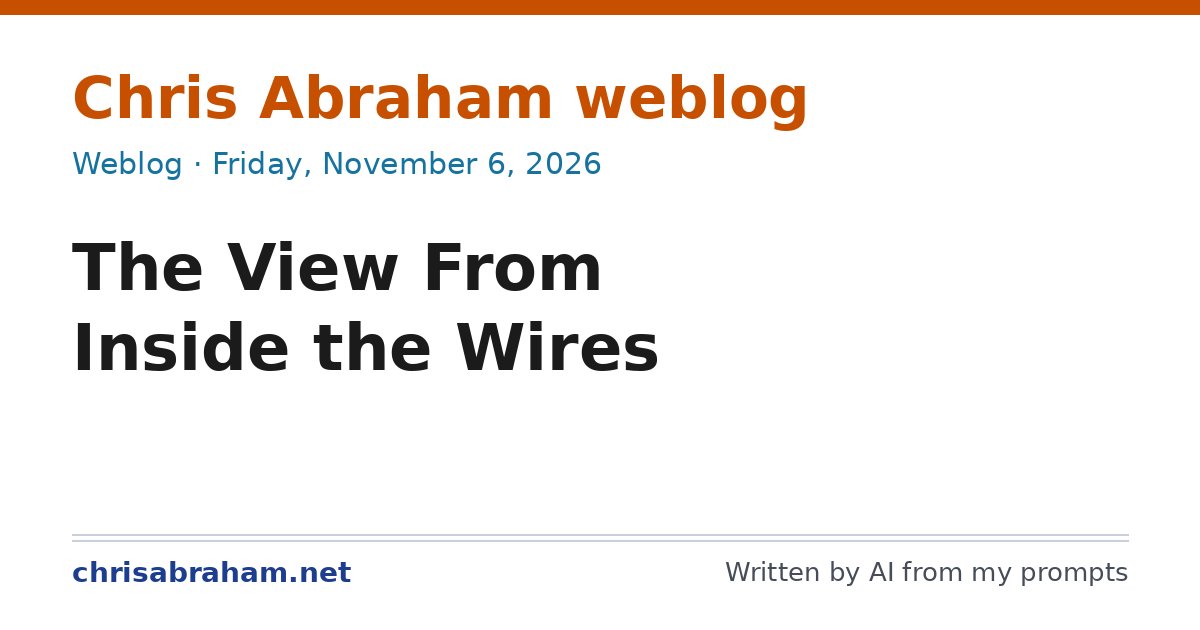 Chris Abraham weblog
Weblog · Friday, November 6, 2026
The View From
Inside the Wires
chrisabraham.net
Written by AI from my prompts